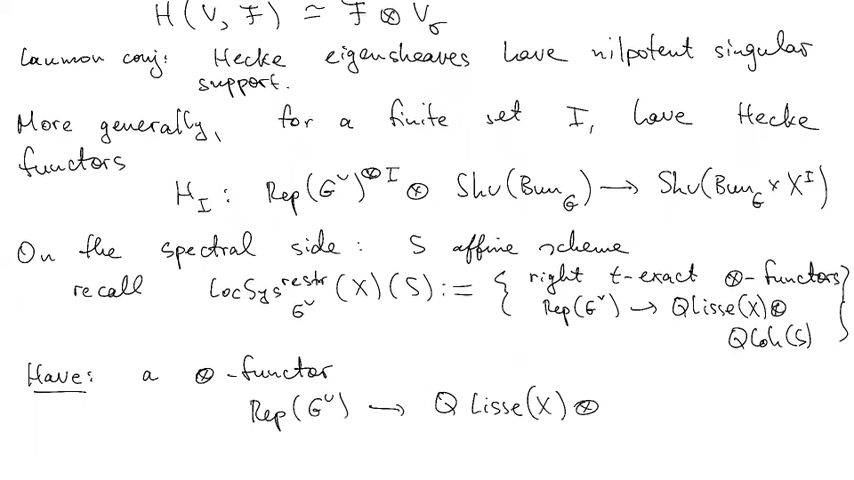 H(V, F) ≃ F ⊗ V_σ
Laumon conj: Hecke eigensheaves have nilpotent singular
support.
More generally, for a finite set I, have Hecke
functors
H_I : Rep(G^∨)^{⊗I} ⊗ Shv(Bun_G) → Shv(Bun_G × X^I)
On the spectral side: S affine scheme
recall LocSys^{restr}_{G^∨}(X)(S) := { right t-exact ⊗-functors
Rep(G^∨) → QLisse(X) ⊗
QCoh(S) }
Have: a ⊗-functor
Rep(G^∨) → QLisse(X) ⊗